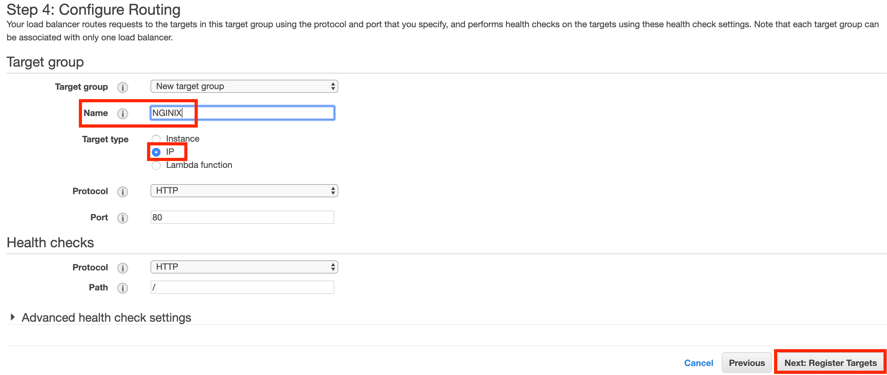 Step 4: Configure Routing
Your load balancer routes requests to the targets in this target group using the protocol and port that you specify, and performs health checks on the targets using these health check settings. Note that each target group can
be associated with only one load balancer.
Target group
Target group i New target group
Name i NGINIX
Target type Instance
IP
Lambda function
Protocol i HTTP
Port i 80
Health checks
Protocol i HTTP
Path i /
Advanced health check settings
Cancel Previous Next: Register Targets